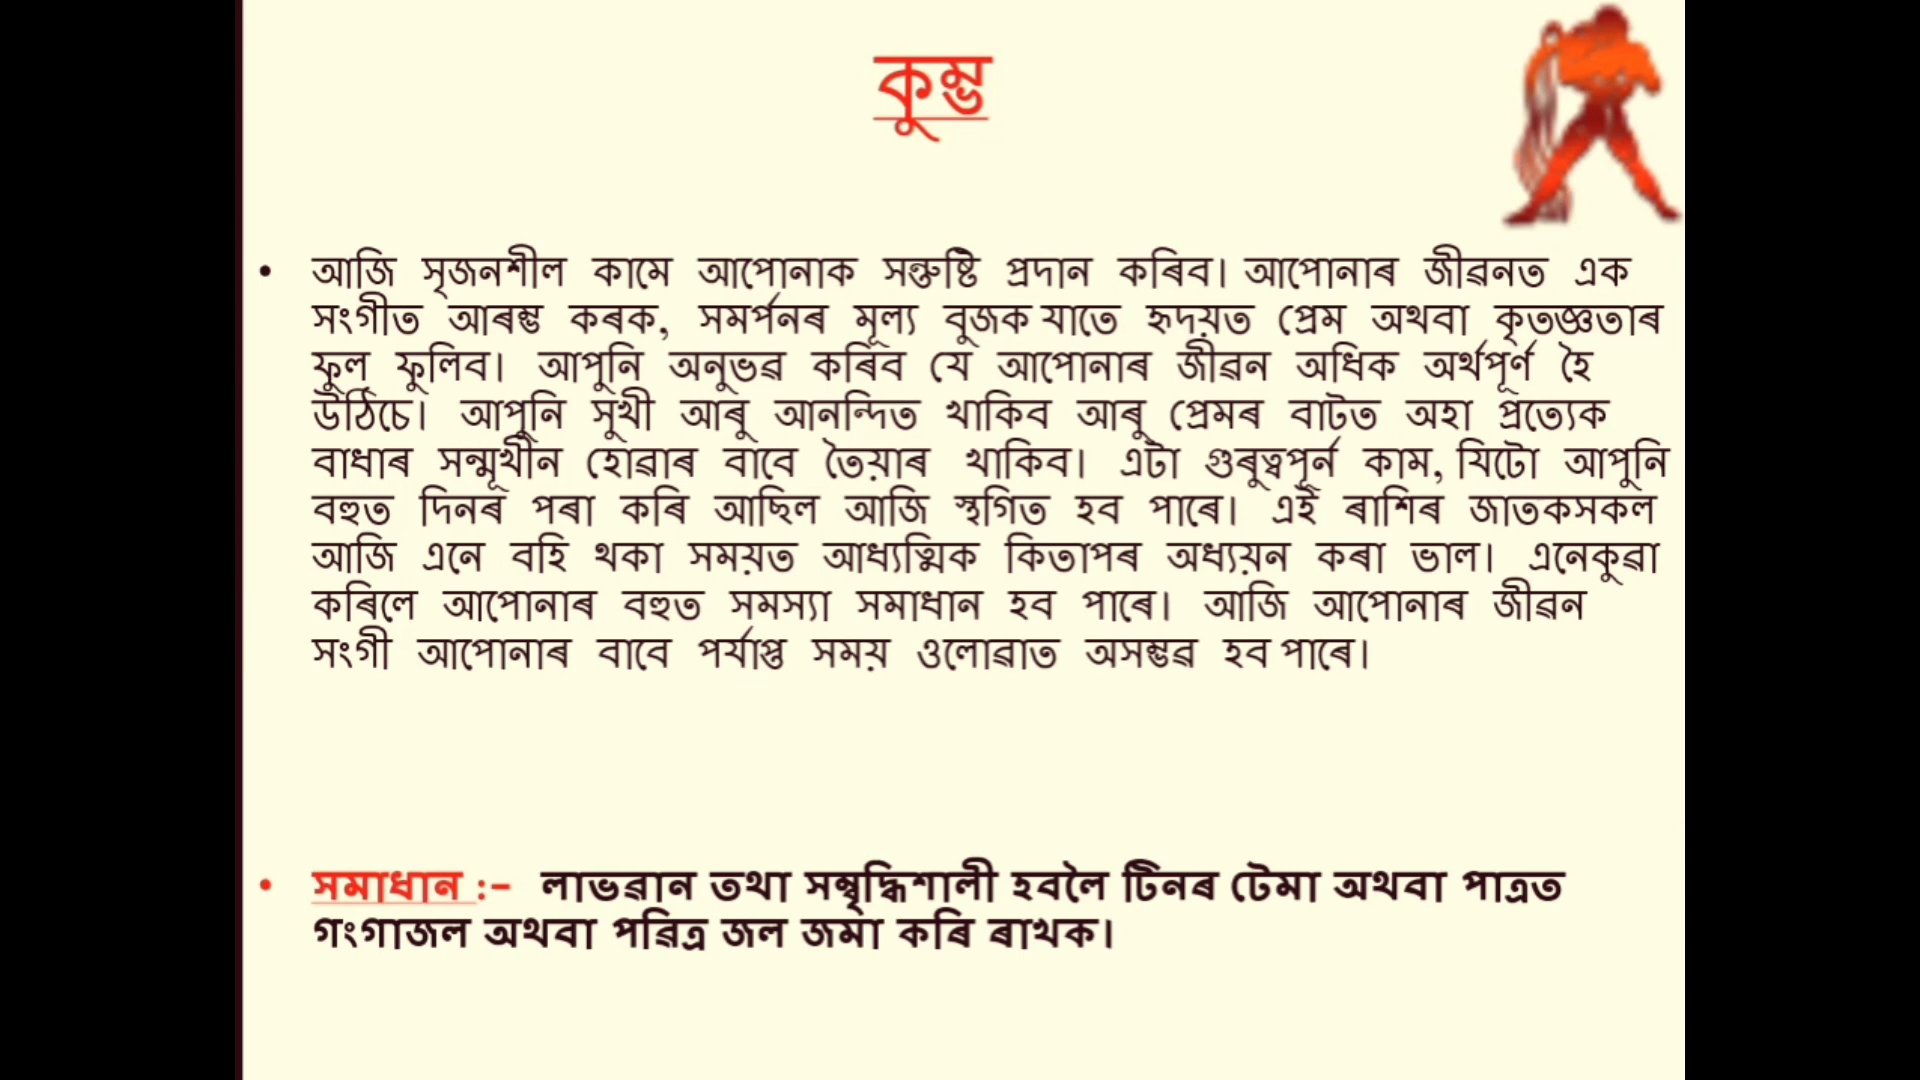 কুম্ভ
• আজি সৃজনশীল কামে আপোনাক সন্তুষ্টি প্ৰদান কৰিব। আপোনাৰ জীৱনত এক
সংগীত আৰম্ভ কৰক, সমৰ্পনৰ মূল্য বুজক যাতে হৃদয়ত প্ৰেম অথবা কৃতজ্ঞতাৰ
ফুল ফুলিব। আপুনি অনুভৱ কৰিব যে আপোনাৰ জীৱন অধিক অৰ্থপূৰ্ণ হৈ
উঠিচে। আপুনি সুখী আৰু আনন্দিত খাকিব আৰু প্ৰেমৰ বাটত অহা প্ৰত্যেক
বাধাৰ সন্মূখীন হোৱাৰ বাবে তৈয়াৰ খাকিব। এটা গুৰুত্বপূৰ্ন কাম, যিটো আপুনি
বহুত দিনৰ পৰা কৰি আছিল আজি স্থগিত হব পাৰে। এই ৰাশিৰ জাতকসকল
আজি এনে বহি থকা সময়ত আধ্যত্মিক কিতাপৰ অধ্যয়ন কৰা ভাল। এনেকুৱা
কৰিলে আপোনাৰ বহুত সমস্যা সমাধান হব পাৰে। আজি আপোনাৰ জীৱন
সংগী আপোনাৰ বাবে পৰ্যাপ্ত সময় ওলোৱাত অসম্ভৱ হব পাৰে।
• সমাধান :– লাভৱান তথা সম্বৃদ্ধিশালী হবলৈ টিনৰ টেমা অথবা পাত্ৰত
গংগাজল অথবা পৱিত্ৰ জল জমা কৰি ৰাখক।